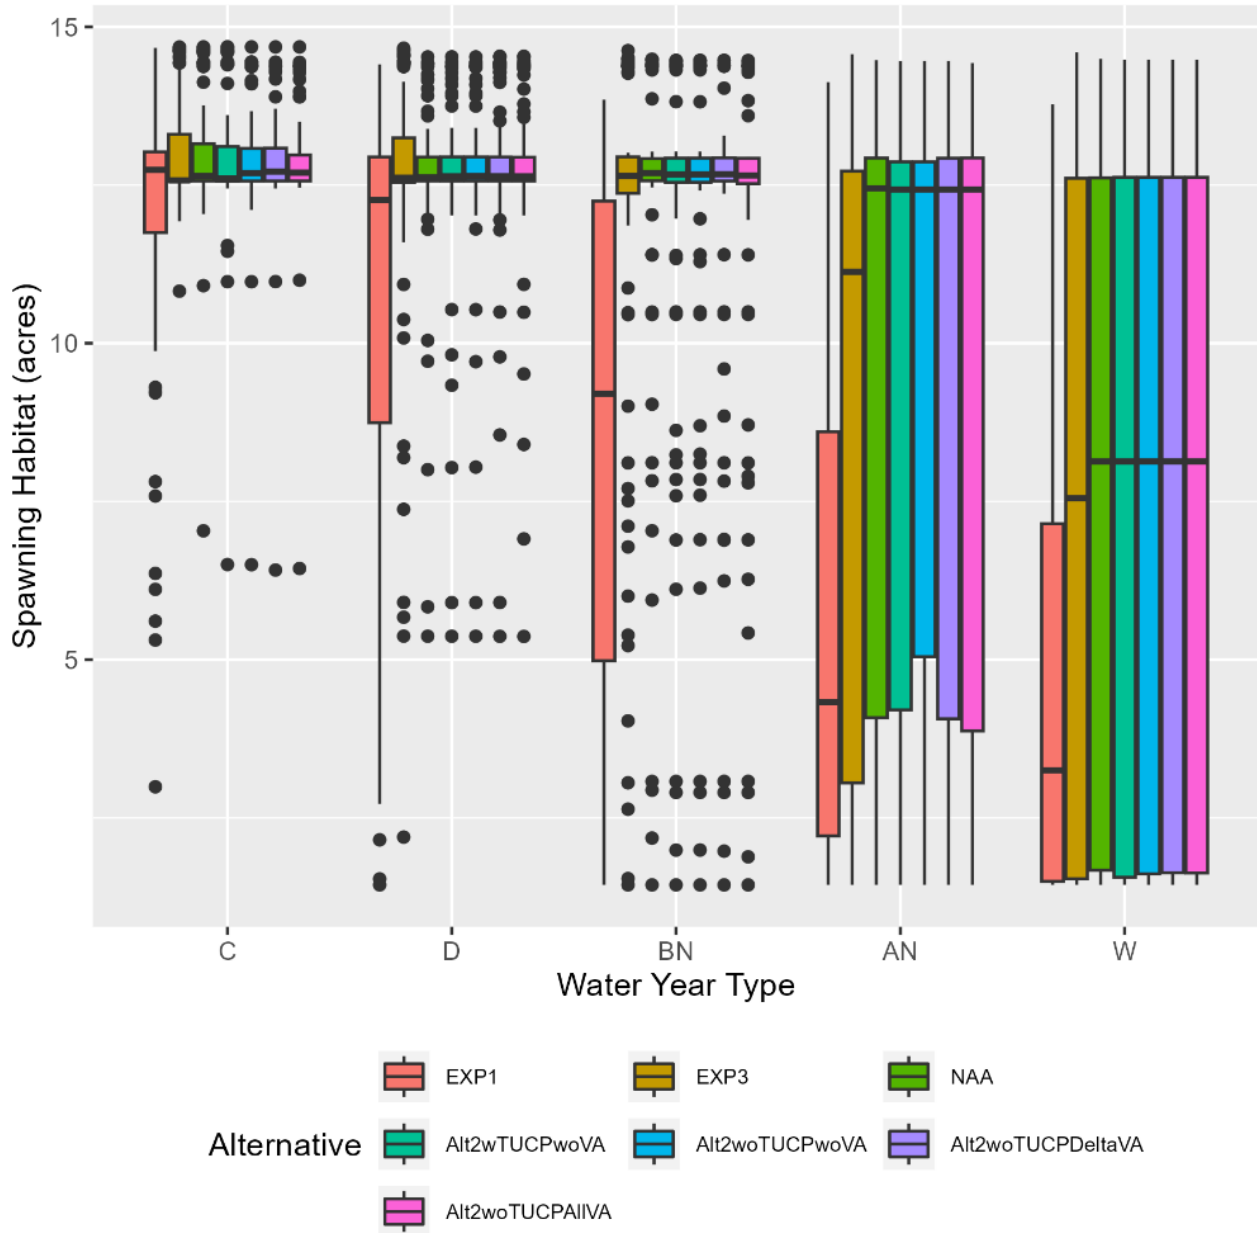 15
10
5
Spawning Habitat (acres)
C D BN AN W
Water Year Type
Alternative
EXP1 EXP3 NAA
Alt2wTUCPwoVA Alt2woTUCPwoVA Alt2woTUCPDeltaVA
Alt2woTUCPAllVA